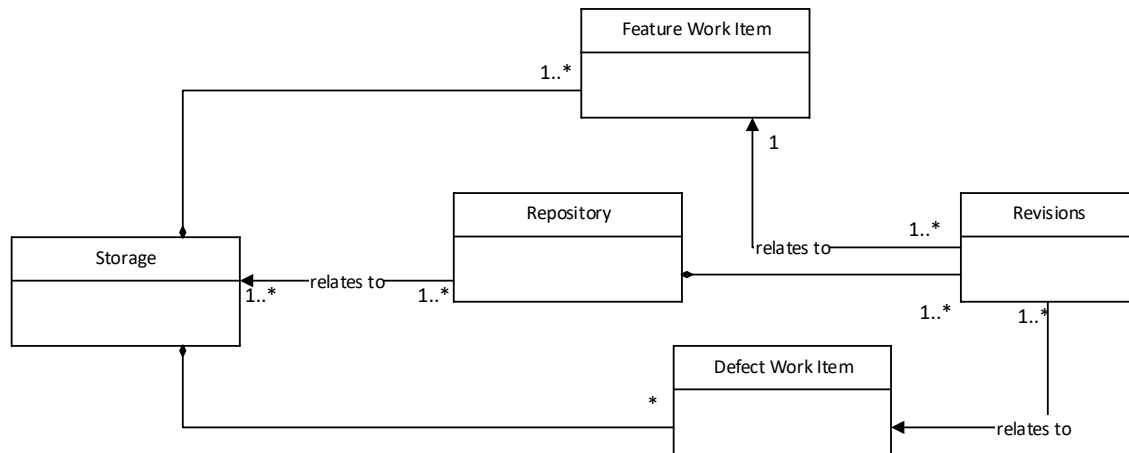 Feature Work Item
1..*
1
Repository
Revisions
1..*
relates to
Storage
relates to
1..*
1..*
1..*
1..*
Defect Work Item
*
relates to